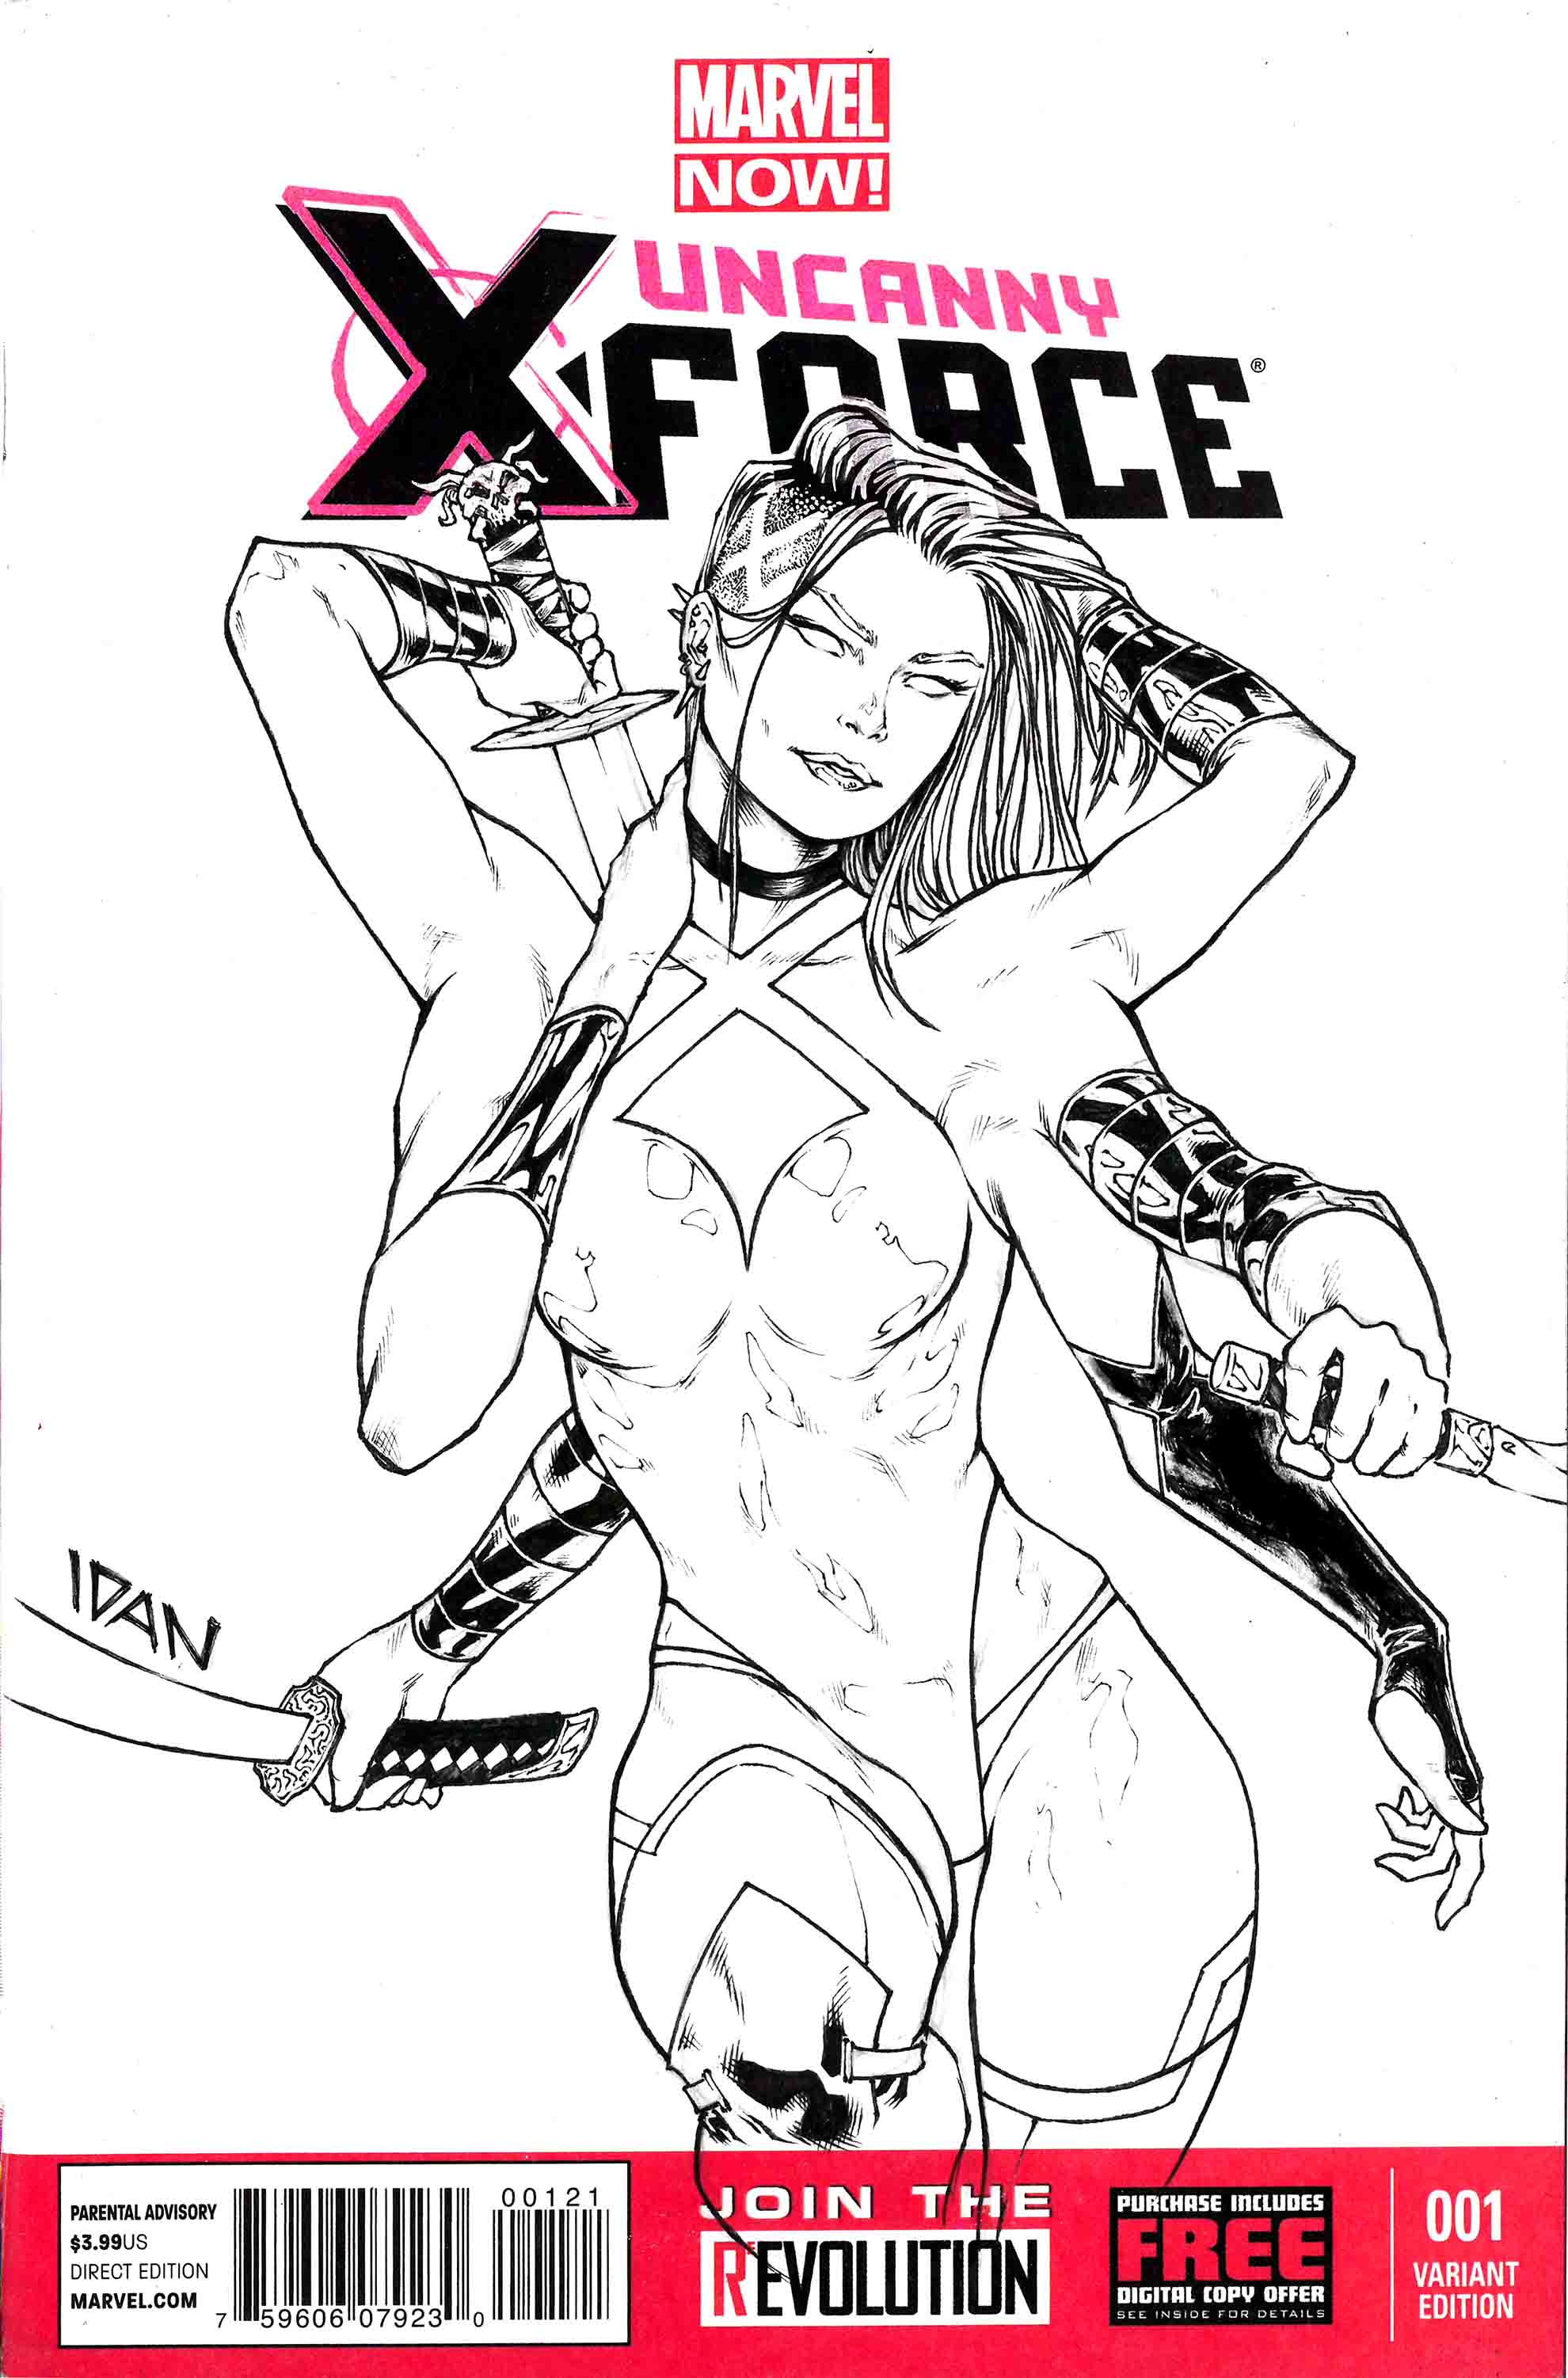 MARVEL
NOW!
UNCANNY
X FORCE®
IDAN
PARENTAL ADVISORY
$3.99US
DIRECT EDITION
MARVEL.COM
00121
7 59606 07923 0
JOIN THE
REVOLUTION
PURCHASE INCLUDES
FREE
DIGITAL COPY OFFER
SEE INSIDE FOR DETAILS
001
VARIANT
EDITION